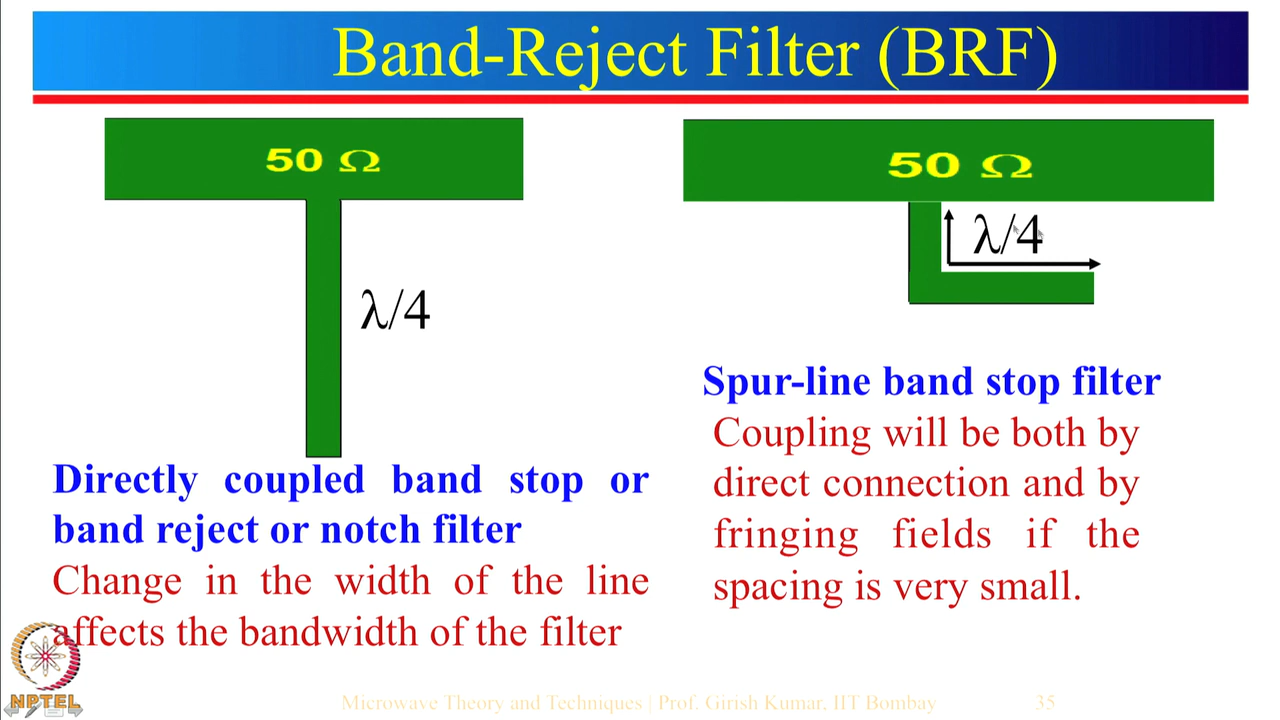 Band-Reject Filter (BRF)
50 Ω
λ/4
Directly coupled band stop or
band reject or notch filter
Change in the width of the line
affects the bandwidth of the filter
50 Ω
λ/4
Spur-line band stop filter
Coupling will be both by
direct connection and by
fringing fields if the
spacing is very small.
NPTEL
Microwave Theory and Techniques | Prof. Girish Kumar, IIT Bombay
35